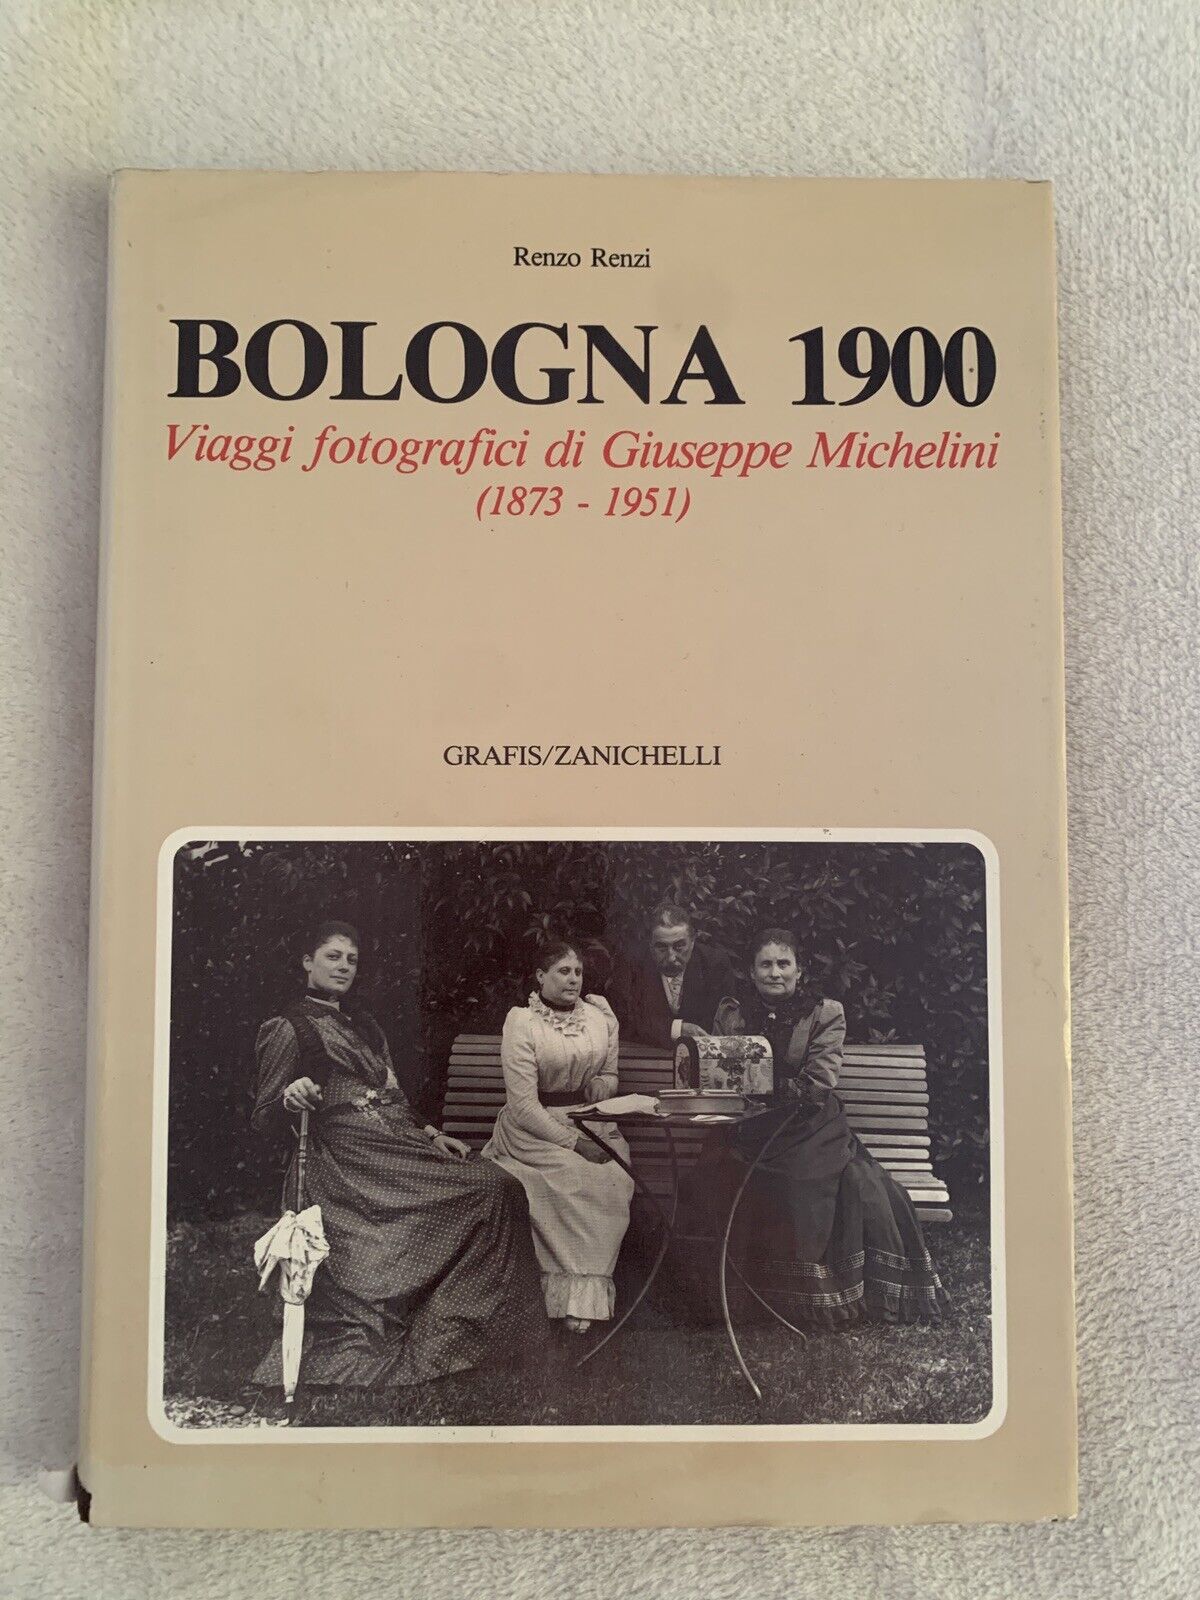 Renzo Renzi
BOLOGNA 1900
Viaggi fotografici di Giuseppe Michelini
(1873 - 1951)
GRAFIS/ZANICHELLI